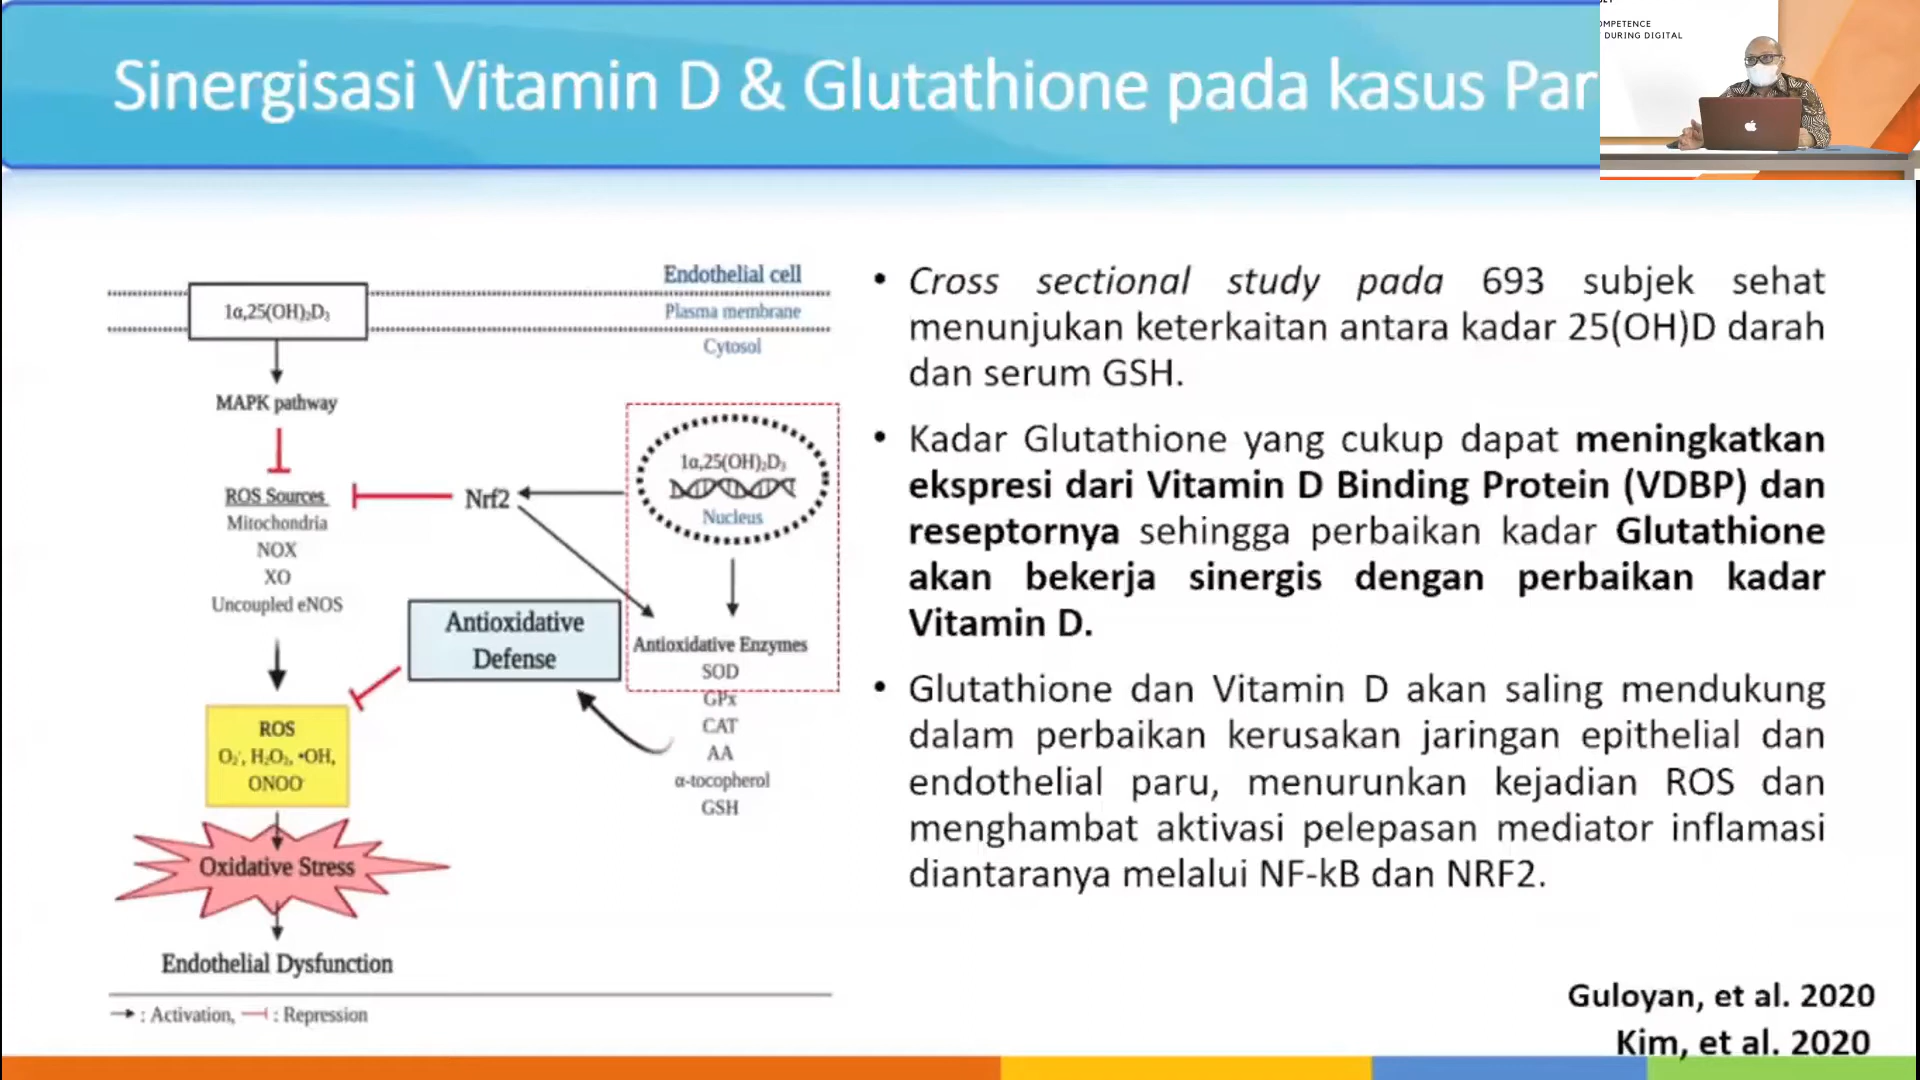 Sinergisasi Vitamin D & Glutathione pada kasus Par
OMPETENCE
DURING DIGITAL
Endothelial cell
1α,25(OH)₂D₃
Plasma membrane
Cytosol
MAPK pathway
1α,25(OH)₂D₃
Nucleus
ROS Sources
Nrf2
Mitochondria
NOX
XO
Uncoupled eNOS
Antioxidative
Defense
Antioxidative Enzymes
SOD
GPx
CAT
AA
α-tocopherol
GSH
ROS
O₂⁻, H₂O₂, •OH,
ONOO⁻
Oxidative Stress
Endothelial Dysfunction
: Activation, : Repression
• Cross sectional study pada 693 subjek sehat
menunjukan keterkaitan antara kadar 25(OH)D darah
dan serum GSH.
• Kadar Glutathione yang cukup dapat meningkatkan
ekspresi dari Vitamin D Binding Protein (VDBP) dan
reseptornya sehingga perbaikan kadar Glutathione
akan bekerja sinergis dengan perbaikan kadar
Vitamin D.
• Glutathione dan Vitamin D akan saling mendukung
dalam perbaikan kerusakan jaringan epithelial dan
endothelial paru, menurunkan kejadian ROS dan
menghambat aktivasi pelepasan mediator inflamasi
diantaranya melalui NF-kB dan NRF2.
Guloyan, et al. 2020
Kim, et al. 2020